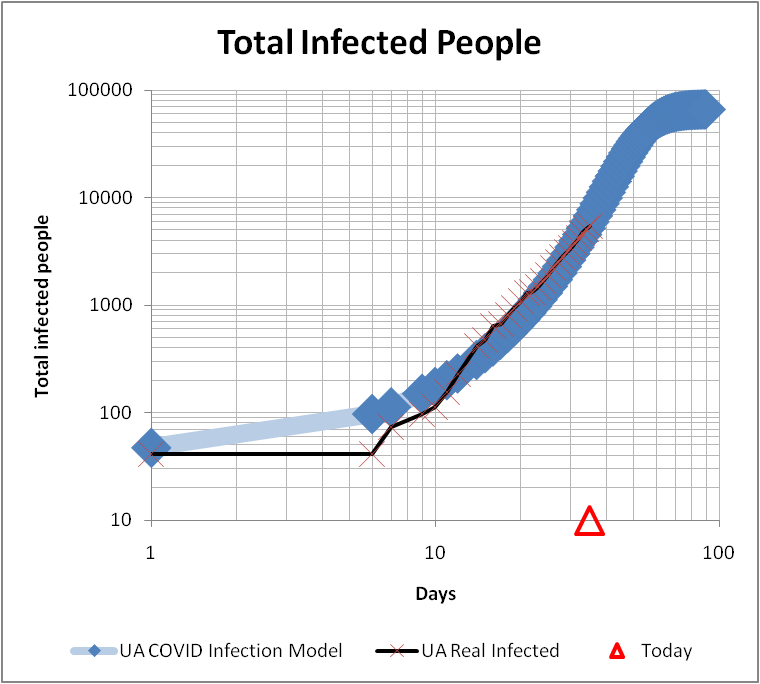 Total Infected People
100000
10000
1000
100
10
Total infected people
1 10 100
Days
UA COVID Infection Model UA Real Infected Today